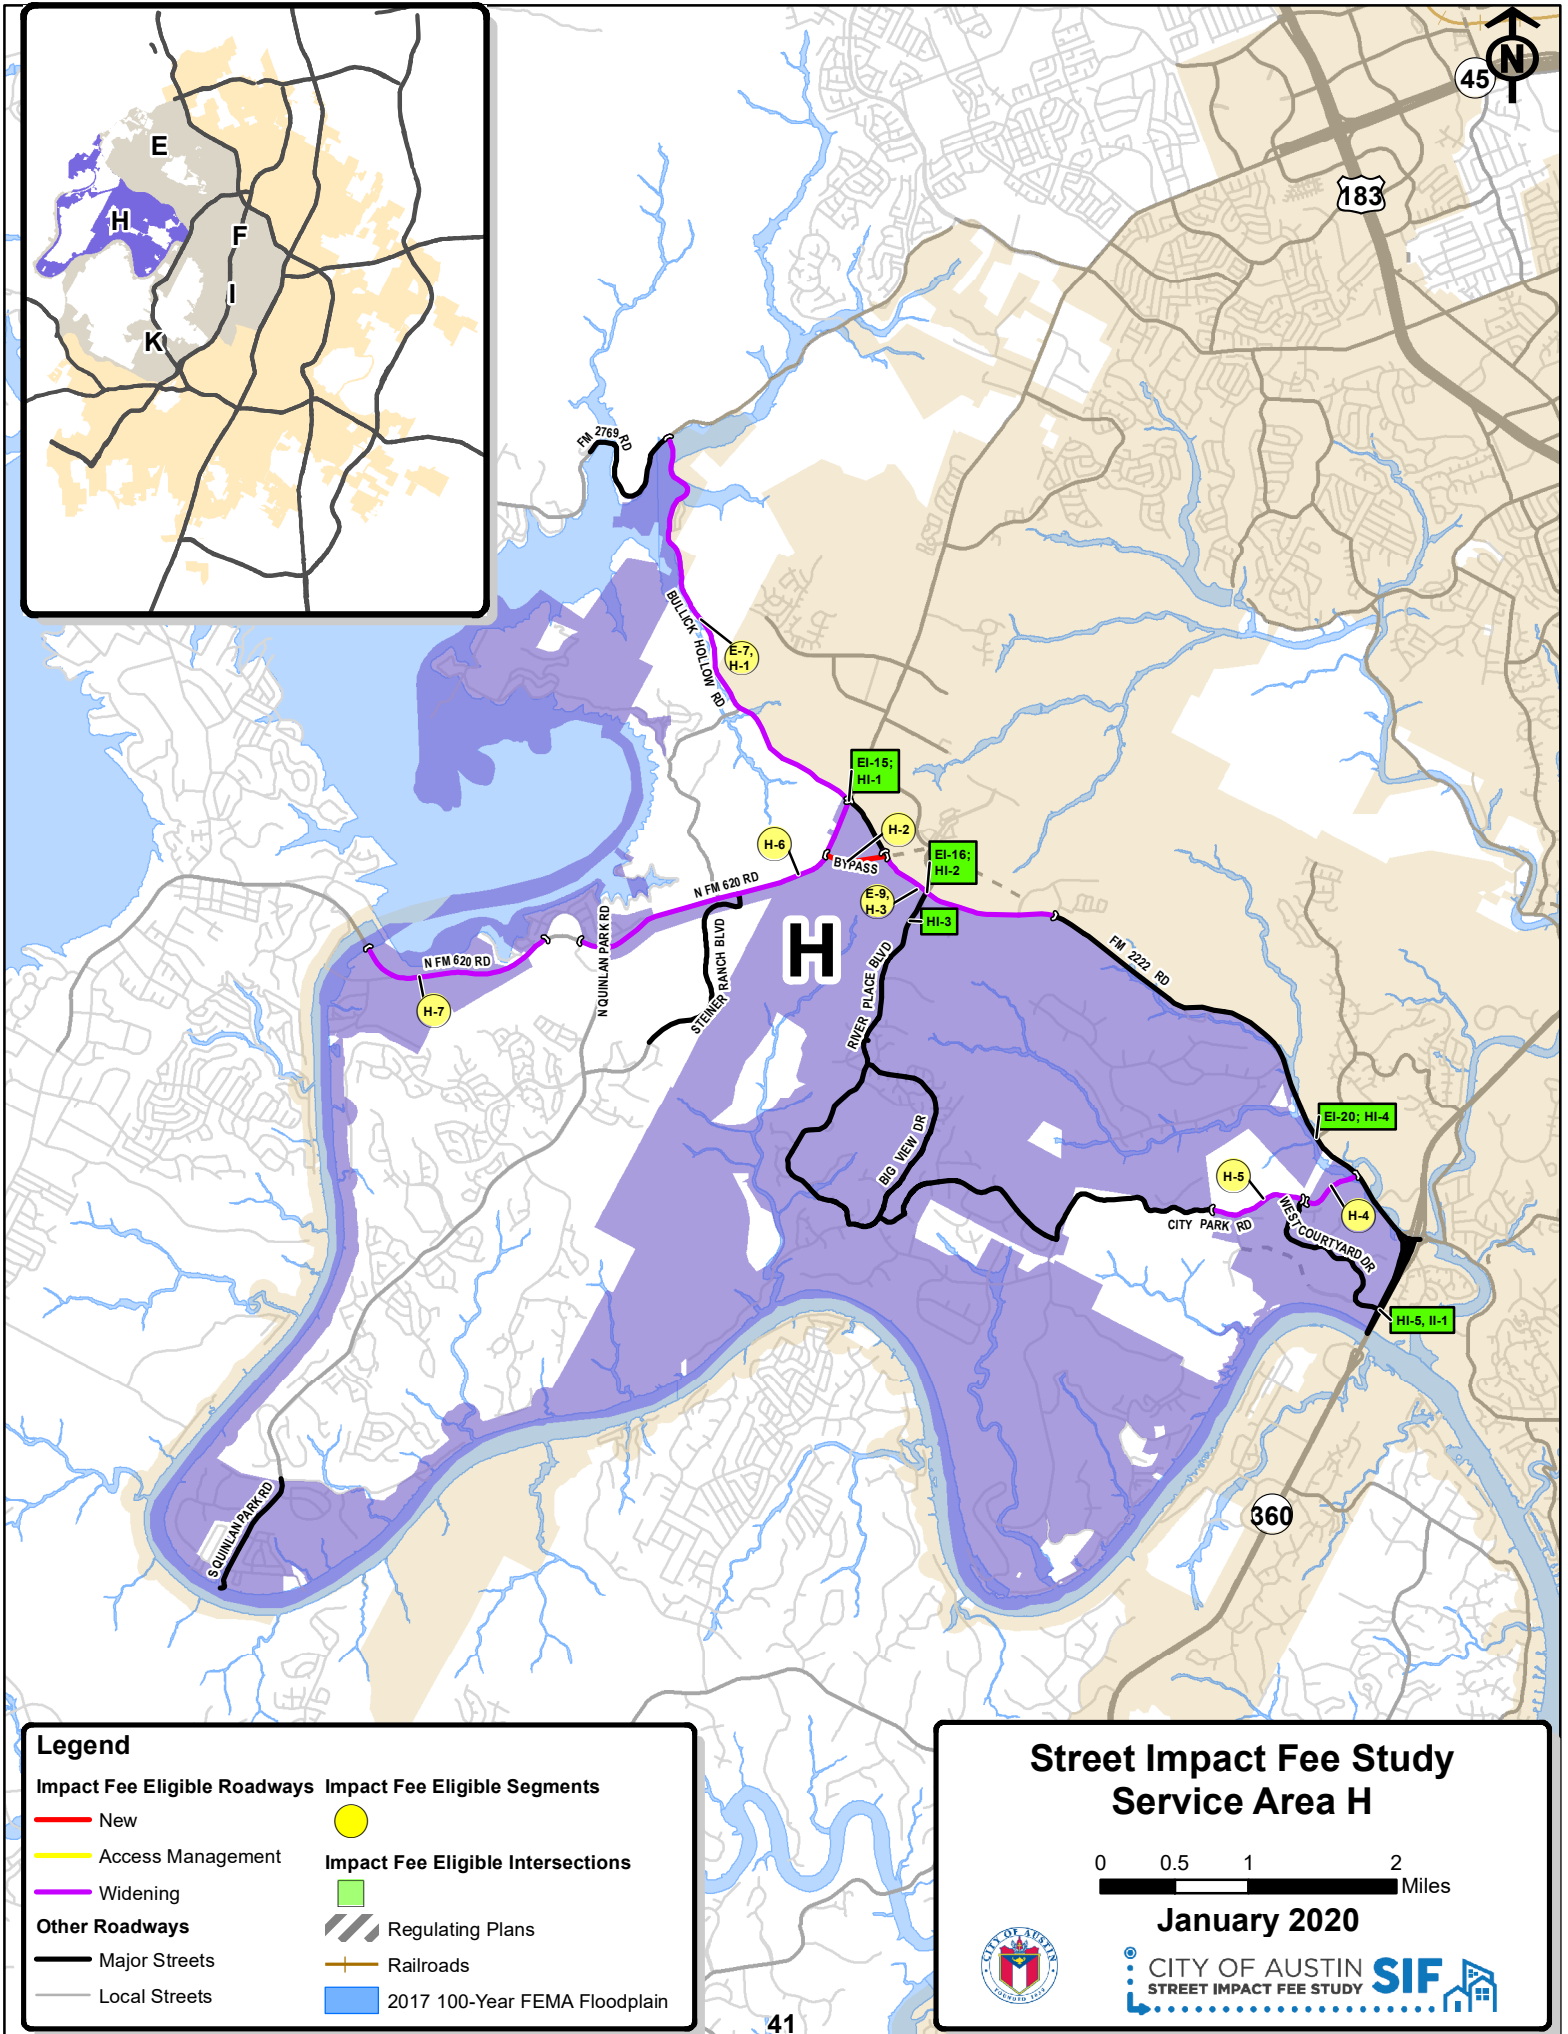 E
H
F
I
K
N
45
183
FM 2769 RD
BULLICK HOLLOW RD
E-7,
H-1
EI-15;
HI-1
H-2
H-6
BYPASS
EI-16;
HI-2
N FM 620 RD
E-9,
H-3
HI-3
H
N QUINLAN PARK RD
STEINER RANCH BLVD
RIVER PLACE BLVD
FM 2222 RD
N FM 620 RD
H-7
BIG VIEW DR
EI-20; HI-4
H-5
H-4
CITY PARK RD
WEST COURTYARD DR
HI-5, II-1
S QUINLAN PARK RD
360
Legend
Impact Fee Eligible Roadways
New
Access Management
Widening
Other Roadways
Major Streets
Local Streets
Impact Fee Eligible Segments
Impact Fee Eligible Intersections
Regulating Plans
Railroads
2017 100-Year FEMA Floodplain
Street Impact Fee Study
Service Area H
0 0.5 1 2
Miles
January 2020
CITY OF AUSTIN
FOUNDED 1839
CITY OF AUSTIN
STREET IMPACT FEE STUDY
SIF
41